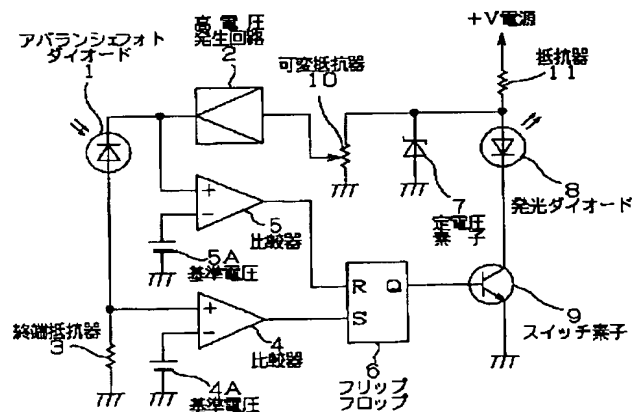 アバランシェフォト
ダイオード
1
高電圧
発生回路
2
可変抵抗器
10
+V電源
抵抗器
11
8
発光ダイオード
7
定電圧
素子
+
−
5
比較器
5A
基準電圧
R Q
S
6
フリップ
フロップ
9
スイッチ素子
終端抵抗器
3
+
−
4
比較器
4A
基準電圧